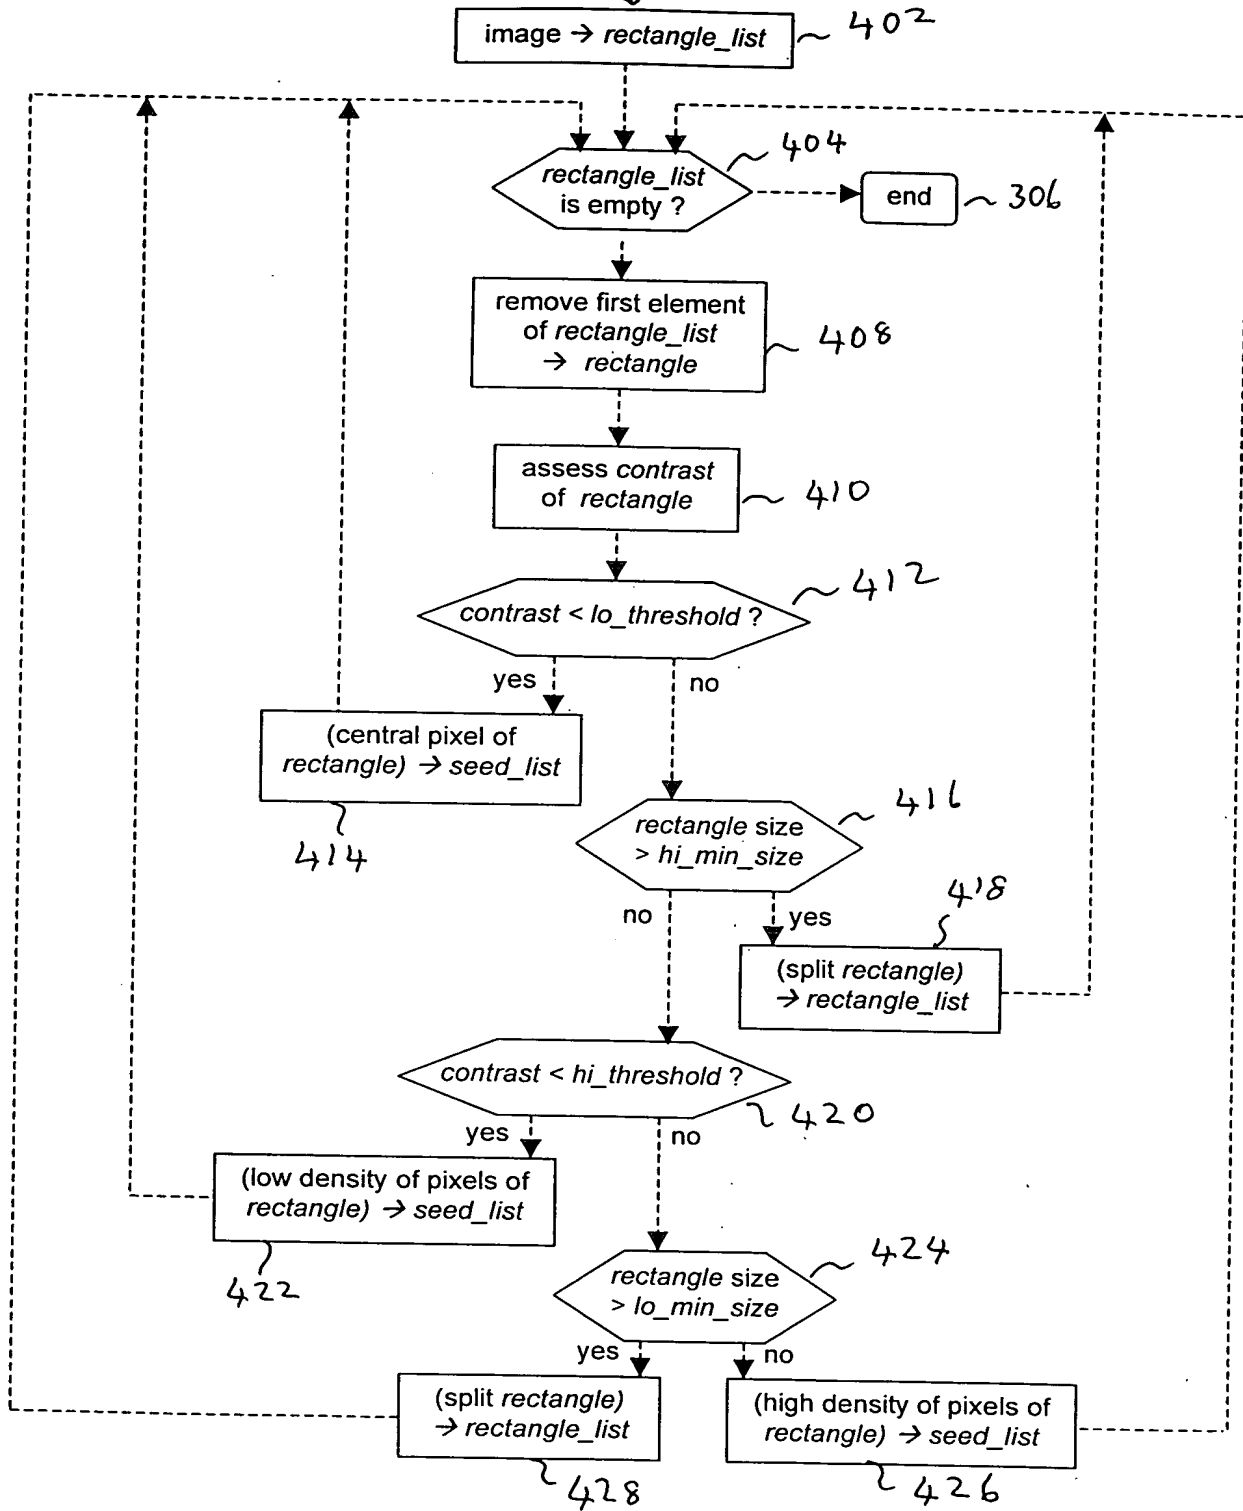 image → rectangle_list
402
404
rectangle_list
is empty ?
end
306
remove first element
of rectangle_list
→ rectangle
408
assess contrast
of rectangle
410
412
contrast < lo_threshold ?
yes
no
(central pixel of
rectangle) → seed_list
414
416
rectangle size
> hi_min_size
no
yes
418
(split rectangle)
→ rectangle_list
contrast < hi_threshold ?
420
yes
no
(low density of pixels of
rectangle) → seed_list
422
424
rectangle size
> lo_min_size
yes
no
(split rectangle)
→ rectangle_list
(high density of pixels of
rectangle) → seed_list
428
426